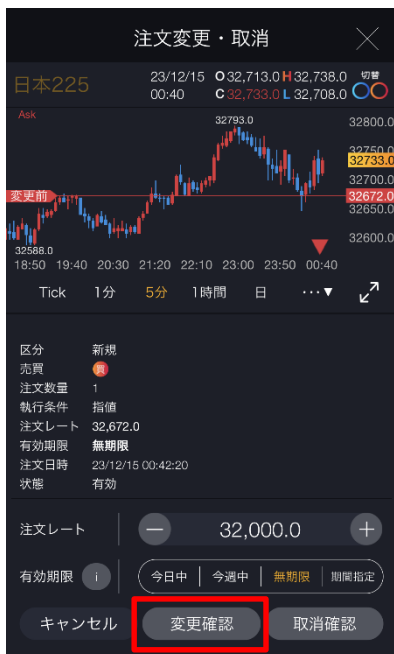 注文変更・取消
日本225
23/12/15 O 32,713.0 H 32,738.0 切替
00:40 C 32,733.0 L 32,708.0
Ask
32793.0
32800.0
32750.0
32733.0
32700.0
変更前
32672.0
32650.0
32600.0
32588.0
18:50 19:40 20:30 21:20 22:10 23:00 23:50 00:40
Tick 1分 5分 1時間 日 …▼
区分 新規
売買 買
注文数量 1
執行条件 指値
注文レート 32,672.0
有効期限 無期限
注文日時 23/12/15 00:42:20
状態 有効
注文レート − 32,000.0 +
有効期限 i 今日中 今週中 無期限 期間指定
キャンセル 変更確認 取消確認